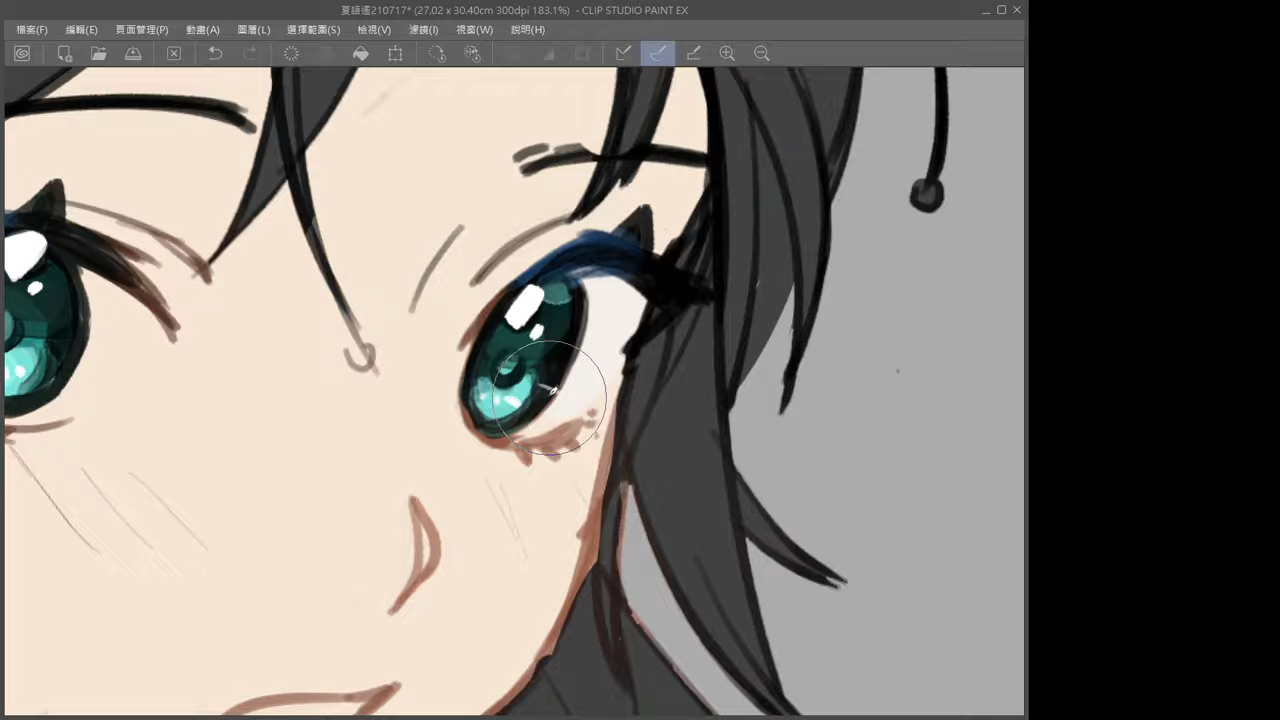 莫語遙210717* (27.02 x 30.40cm 300dpi 183.1%) - CLIP STUDIO PAINT EX
檔案(F) 編輯(E) 頁面管理(P) 動畫(A) 圖層(L) 選擇範圍(S) 檢視(V) 濾鏡(I) 視窗(W) 說明(H)